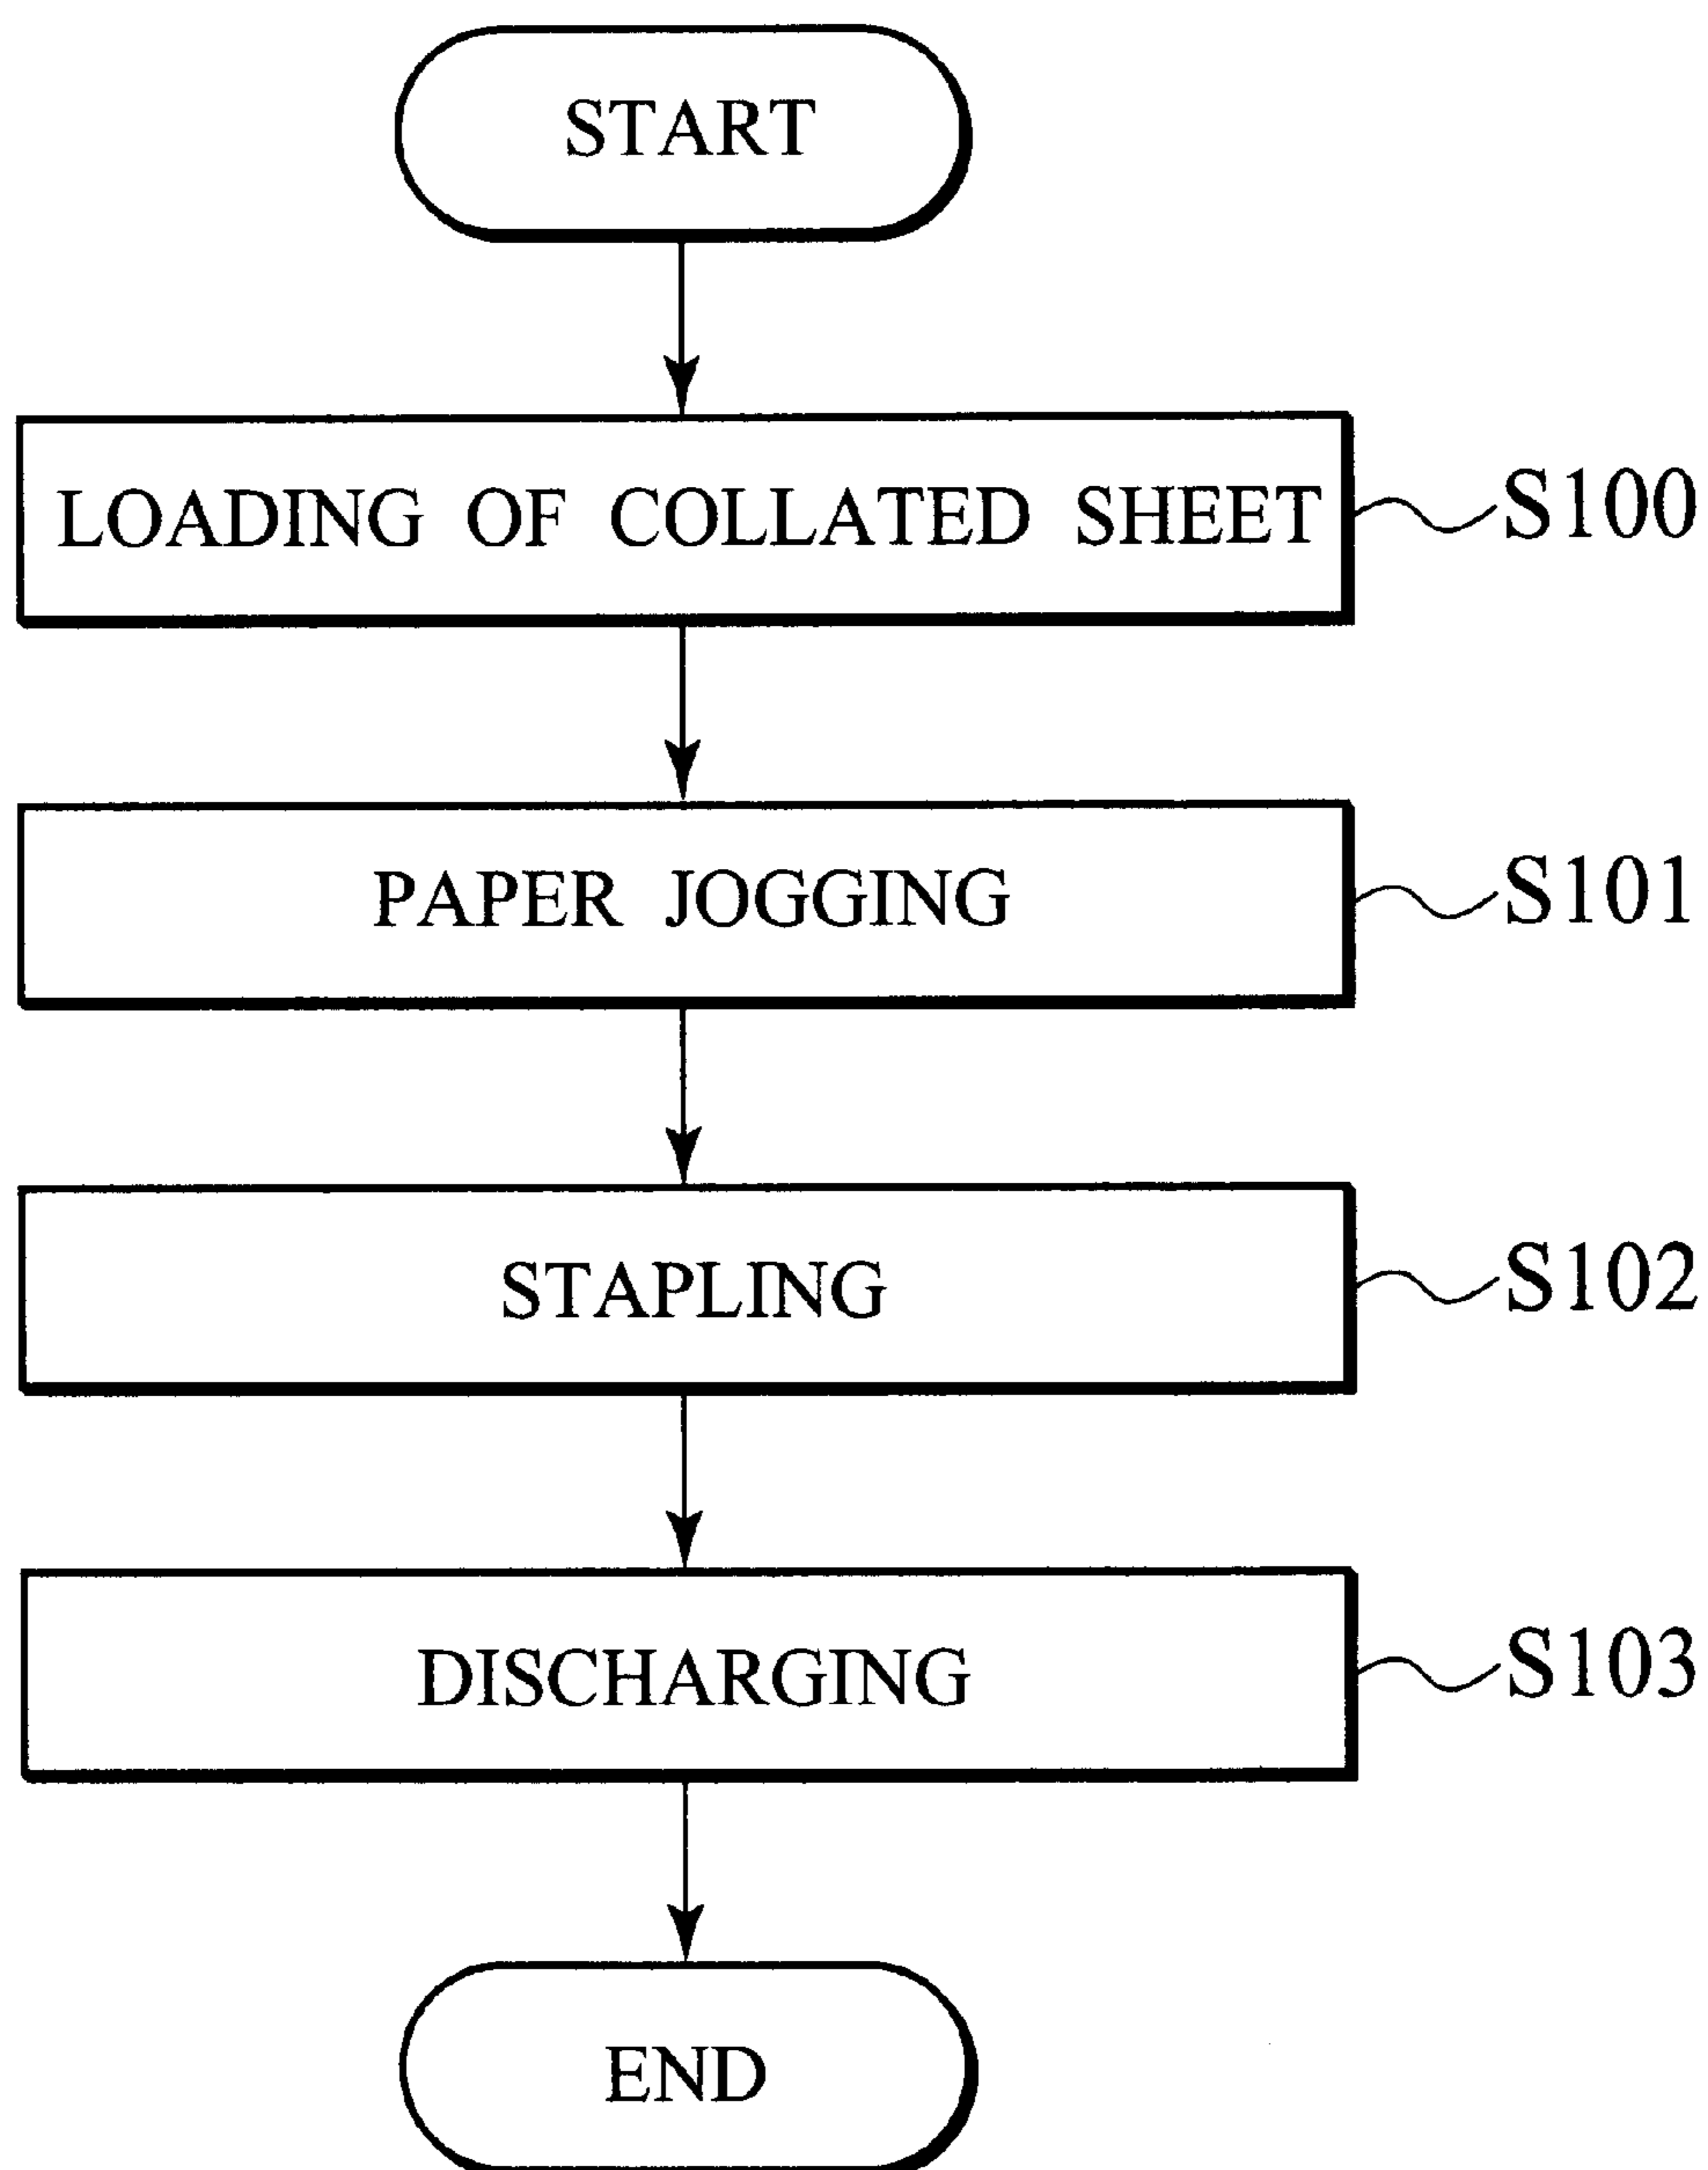 START
LOADING OF COLLATED SHEET
S100
PAPER JOGGING
S101
STAPLING
S102
DISCHARGING
S103
END